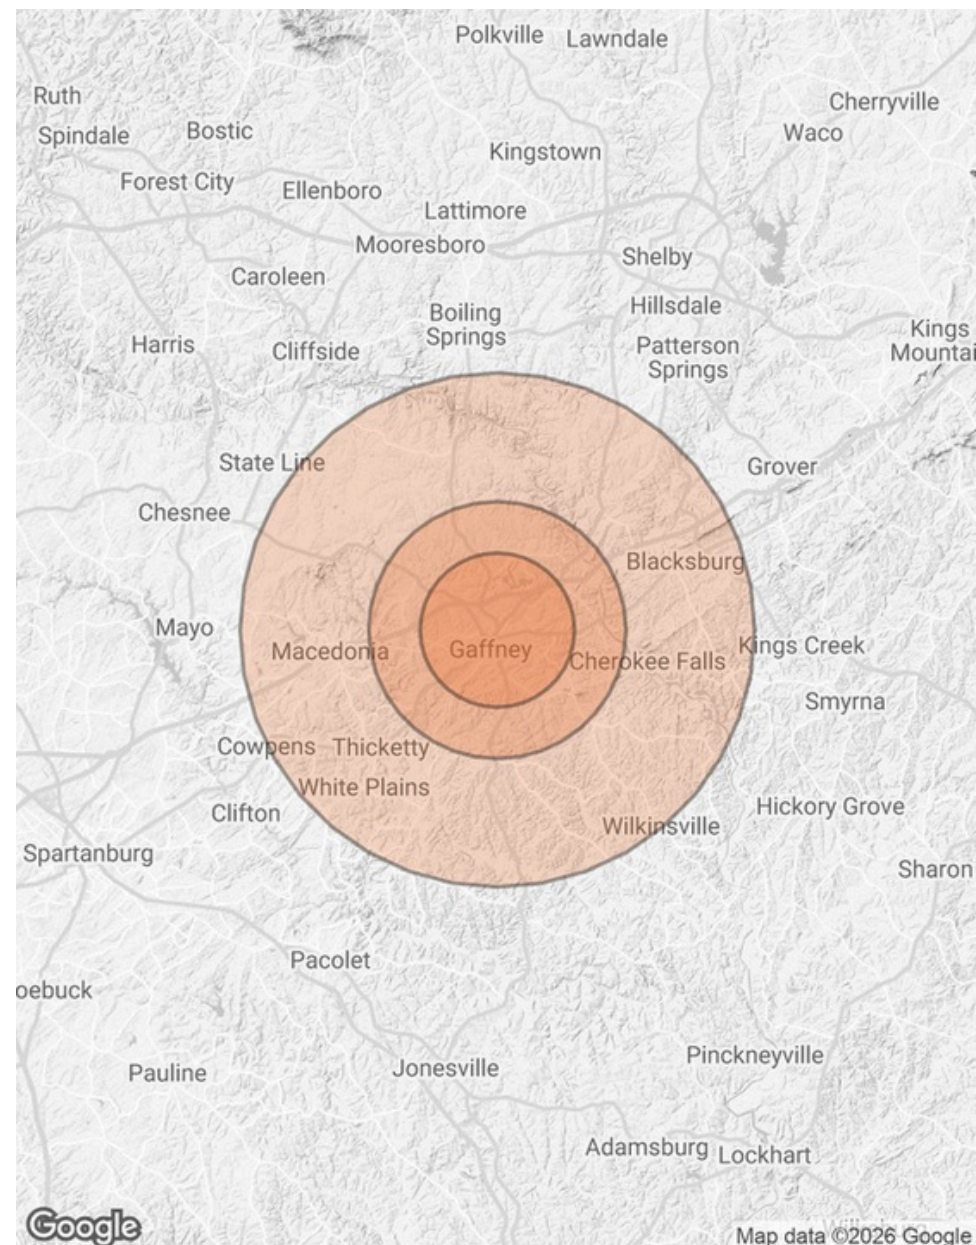 Polkville
Lawndale
Ruth
Cherryville
Spindale
Bostic
Waco
Kingstown
Forest City
Ellenboro
Lattimore
Mooresboro
Shelby
Caroleen
Hillsdale
Boiling
Springs
Kings
Mountai
Harris
Cliffside
Patterson
Springs
State Line
Grover
Chesnee
Blacksburg
Mayo
Macedonia
Gaffney
Cherokee Falls
Kings Creek
Smyrna
Cowpens
Thicketty
White Plains
Hickory Grove
Clifton
Wilkinsville
Spartanburg
Sharon
Pacolet
oebuck
Pinckneyville
Jonesville
Pauline
Adamsburg
Lockhart
Google
Map data ©2026 Google